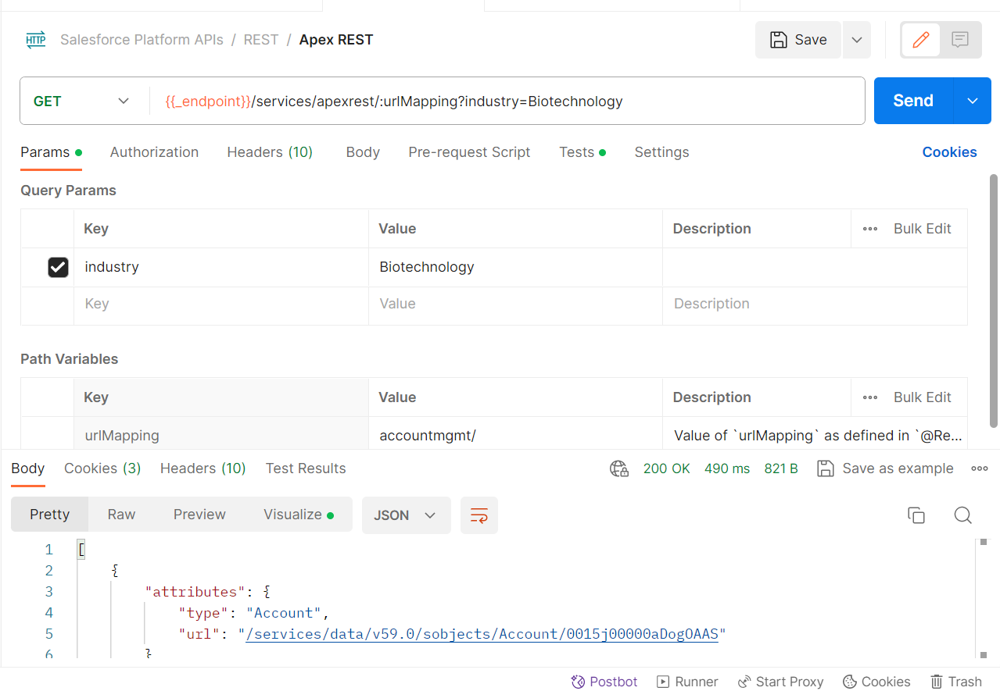 HTTP Salesforce Platform APIs / REST / Apex REST Save
GET {{_endpoint}}/services/apexrest/:urlMapping?industry=Biotechnology Send
Params Authorization Headers (10) Body Pre-request Script Tests Settings Cookies
Query Params
Key Value Description Bulk Edit
industry Biotechnology
Key Value Description
Path Variables
Key Value Description Bulk Edit
urlMapping accountmgmt/ Value of `urlMapping` as defined in `@Re...
Body Cookies (3) Headers (10) Test Results 200 OK 490 ms 821 B Save as example
Pretty Raw Preview Visualize JSON
1 [
2 {
3 "attributes": {
4 "type": "Account",
5 "url": "/services/data/v59.0/sobjects/Account/0015j00000aDogOAAS"
6 }
Postbot Runner Start Proxy Cookies Trash